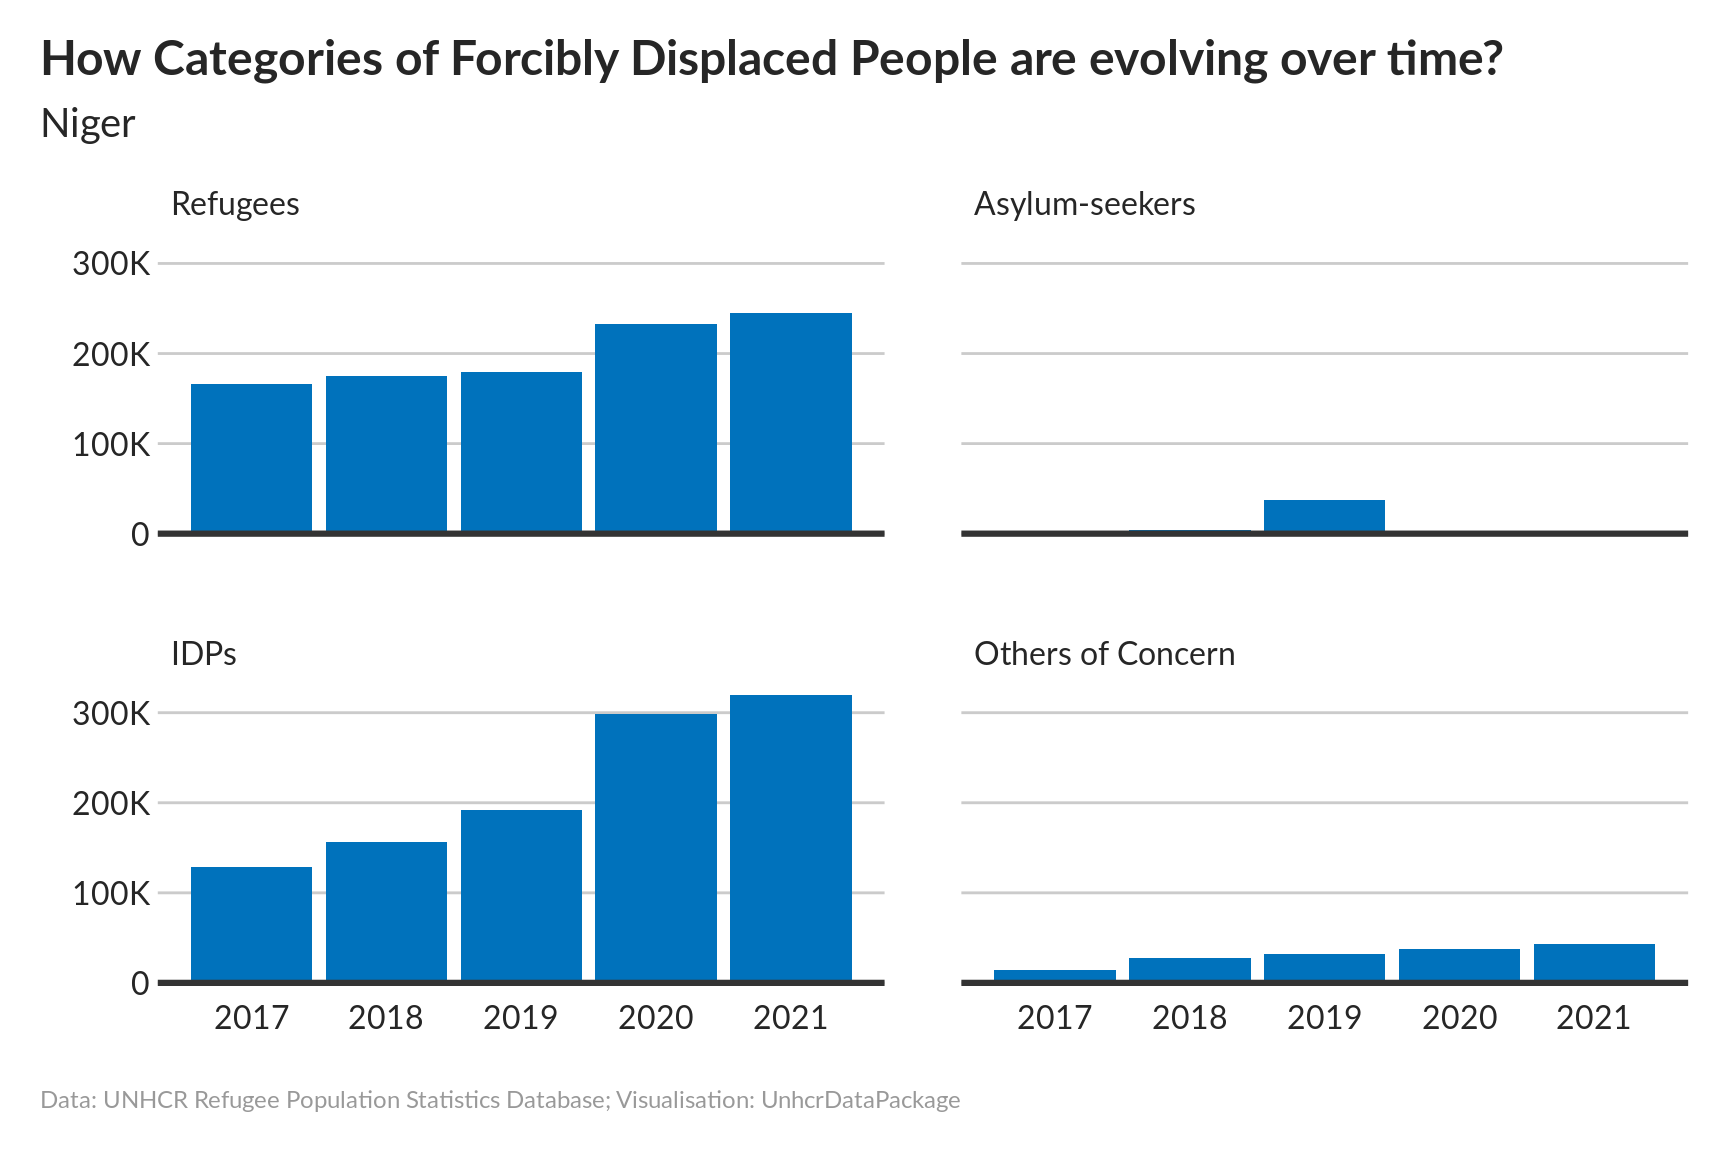 How Categories of Forcibly Displaced People are evolving over time?
Niger
Refugees
Asylum-seekers
300K
200K
100K
0
IDPs
Others of Concern
300K
200K
100K
0
2017 2018 2019 2020 2021
2017 2018 2019 2020 2021
Data: UNHCR Refugee Population Statistics Database; Visualisation: UnhcrDataPackage